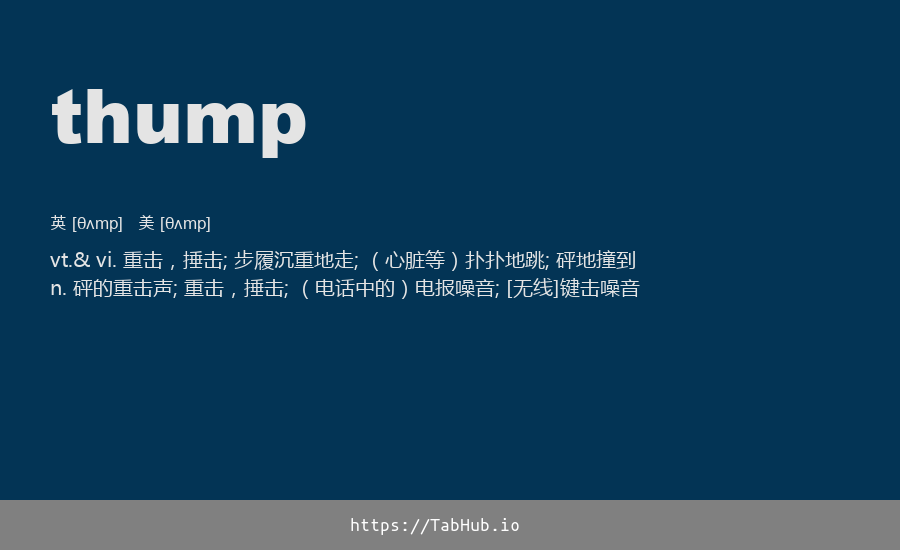 thump
英 [θʌmp] 美 [θʌmp]
vt.& vi. 重击，捶击; 步履沉重地走; （心脏等）扑扑地跳; 砰地撞到
n. 砰的重击声; 重击，捶击; （电话中的）电报噪音; [无线]键击噪音
https://TabHub.io